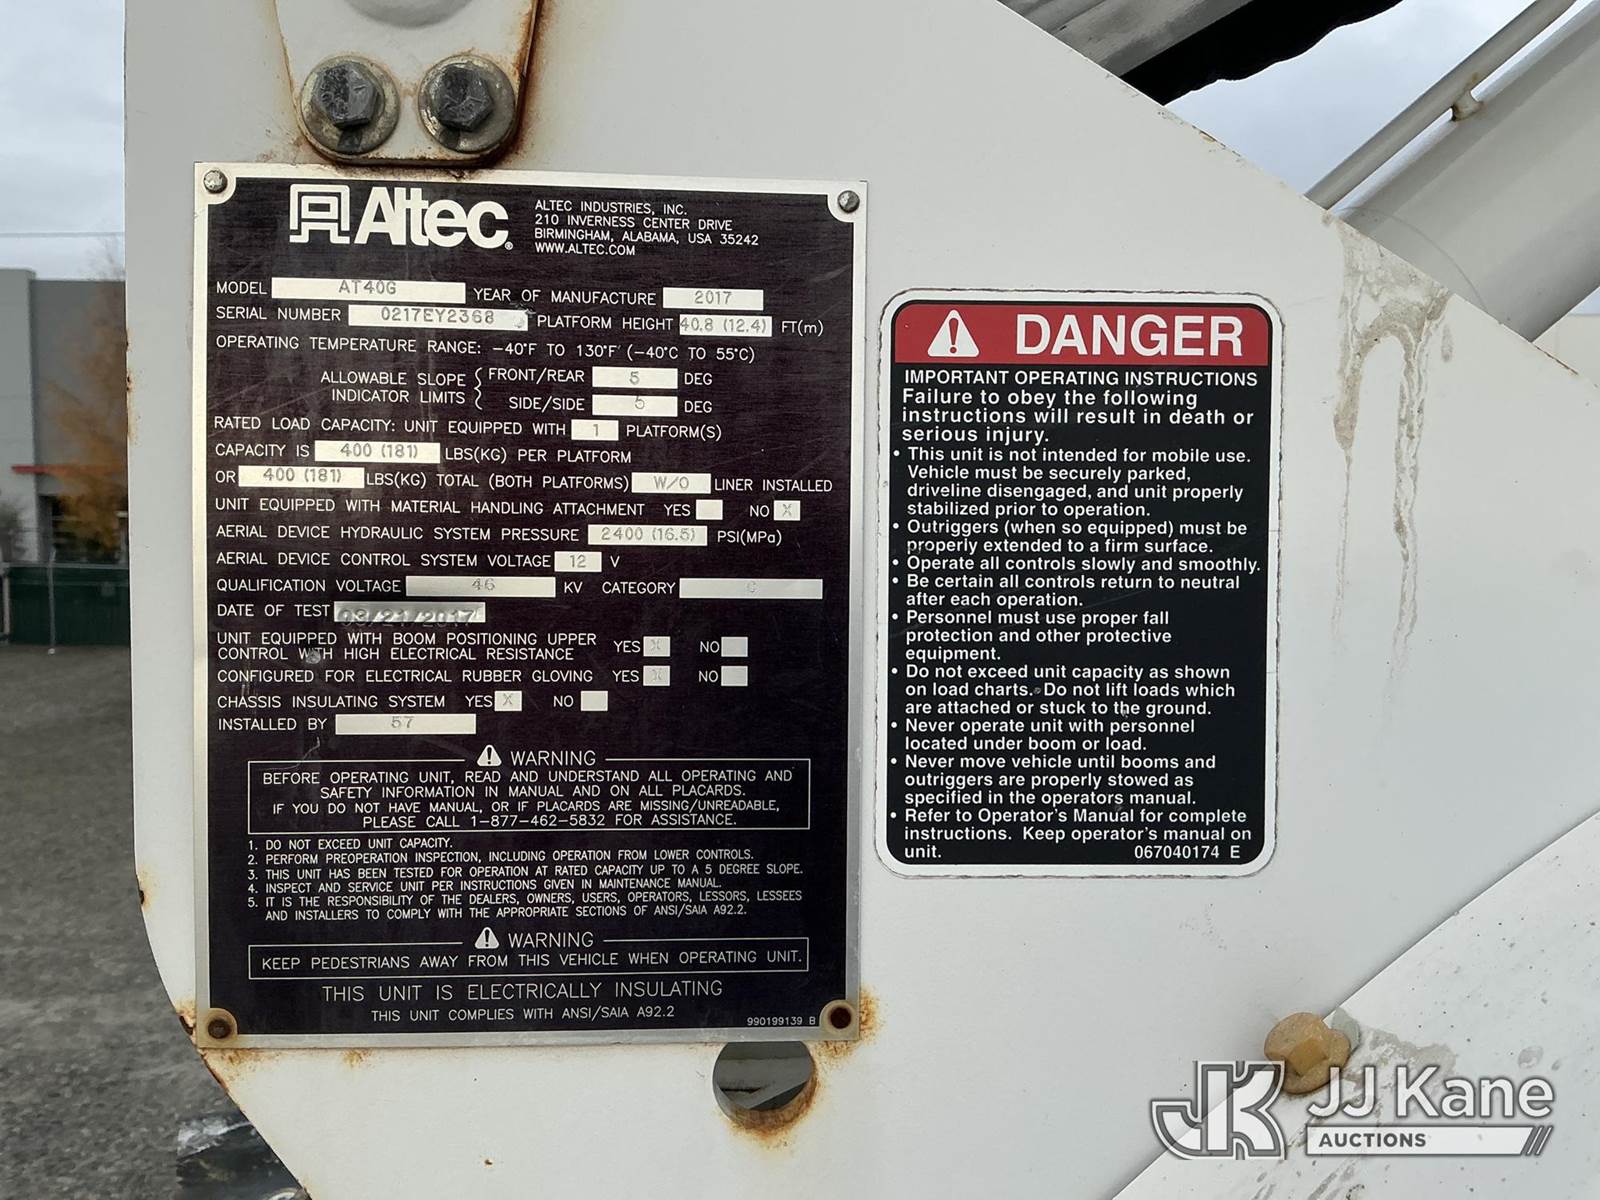 Altec®
ALTEC INDUSTRIES, INC.
210 INVERNESS CENTER DRIVE
BIRMINGHAM, ALABAMA, USA 35242
WWW.ALTEC.COM
MODEL AT40G YEAR OF MANUFACTURE 2017
SERIAL NUMBER 0217EY2368 PLATFORM HEIGHT 40.8 (12.4) FT(m)
OPERATING TEMPERATURE RANGE: -40°F TO 130°F (-40°C TO 55°C)
ALLOWABLE SLOPE INDICATOR LIMITS { FRONT/REAR 5 DEG
SIDE/SIDE 5 DEG
RATED LOAD CAPACITY: UNIT EQUIPPED WITH 1 PLATFORM(S)
CAPACITY IS 400 (181) LBS(KG) PER PLATFORM
OR 400 (181) LBS(KG) TOTAL (BOTH PLATFORMS) W/O LINER INSTALLED
UNIT EQUIPPED WITH MATERIAL HANDLING ATTACHMENT YES NO X
AERIAL DEVICE HYDRAULIC SYSTEM PRESSURE 2400 (16.5) PSI(MPa)
AERIAL DEVICE CONTROL SYSTEM VOLTAGE 12 V
QUALIFICATION VOLTAGE 46 KV CATEGORY C
DATE OF TEST 03/21/2017
UNIT EQUIPPED WITH BOOM POSITIONING UPPER
CONTROL WITH HIGH ELECTRICAL RESISTANCE YES X NO
CONFIGURED FOR ELECTRICAL RUBBER GLOVING YES X NO
CHASSIS INSULATING SYSTEM YES X NO
INSTALLED BY 57
WARNING
BEFORE OPERATING UNIT, READ AND UNDERSTAND ALL OPERATING AND
SAFETY INFORMATION IN MANUAL AND ON ALL PLACARDS.
IF YOU DO NOT HAVE MANUAL, OR IF PLACARDS ARE MISSING/UNREADABLE,
PLEASE CALL 1-877-462-5832 FOR ASSISTANCE.
1. DO NOT EXCEED UNIT CAPACITY.
2. PERFORM PREOPERATION INSPECTION, INCLUDING OPERATION FROM LOWER CONTROLS.
3. THIS UNIT HAS BEEN TESTED FOR OPERATION AT RATED CAPACITY UP TO A 5 DEGREE SLOPE.
4. INSPECT AND SERVICE UNIT PER INSTRUCTIONS GIVEN IN MAINTENANCE MANUAL.
5. IT IS THE RESPONSIBILITY OF THE DEALERS, OWNERS, USERS, OPERATORS, LESSORS, LESSEES
AND INSTALLERS TO COMPLY WITH THE APPROPRIATE SECTIONS OF ANSI/SAIA A92.2.
WARNING
KEEP PEDESTRIANS AWAY FROM THIS VEHICLE WHEN OPERATING UNIT.
THIS UNIT IS ELECTRICALLY INSULATING
THIS UNIT COMPLIES WITH ANSI/SAIA A92.2
990199139 B
DANGER
IMPORTANT OPERATING INSTRUCTIONS
Failure to obey the following
instructions will result in death or
serious injury.
• This unit is not intended for mobile use.
Vehicle must be securely parked,
driveline disengaged, and unit properly
stabilized prior to operation.
• Outriggers (when so equipped) must be
properly extended to a firm surface.
• Operate all controls slowly and smoothly.
• Be certain all controls return to neutral
after each operation.
• Personnel must use proper fall
protection and other protective
equipment.
• Do not exceed unit capacity as shown
on load charts. Do not lift loads which
are attached or stuck to the ground.
• Never operate unit with personnel
located under boom or load.
• Never move vehicle until booms and
outriggers are properly stowed as
specified in the operators manual.
• Refer to Operator's Manual for complete
instructions. Keep operator's manual on
unit. 067040174 E
JK JJ Kane
AUCTIONS